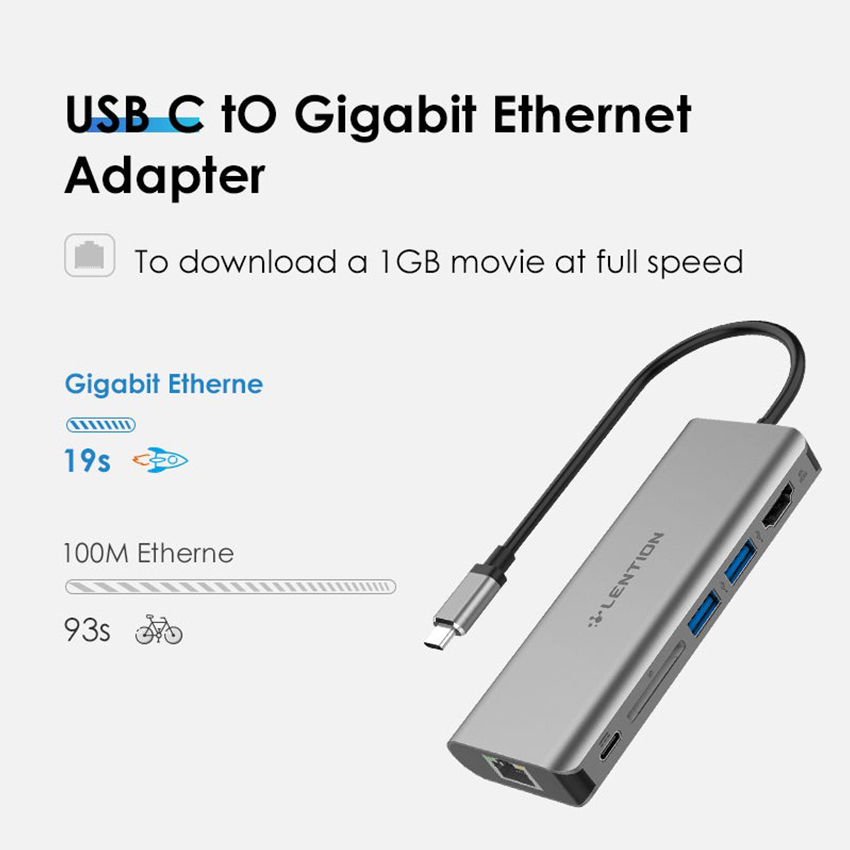 USB C tO Gigabit Ethernet
Adapter
To download a 1GB movie at full speed
Gigabit Etherne
19s
100M Etherne
93s
LENTION